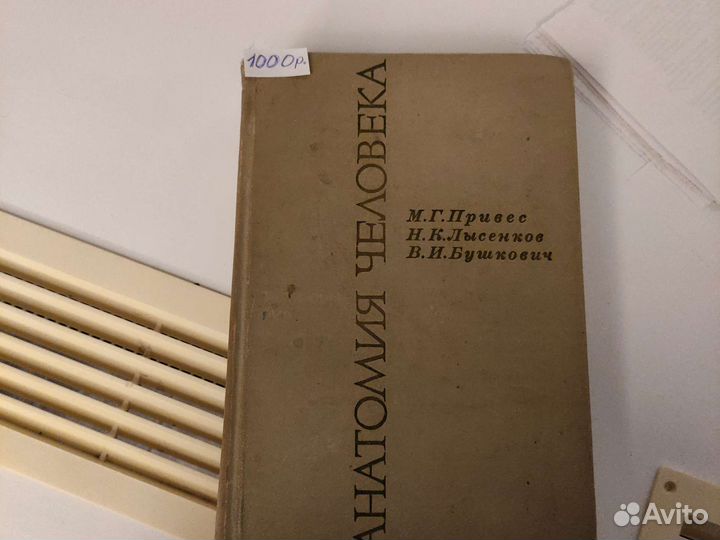 1000р.
АНАТОМИЯ ЧЕЛОВЕКА
М.Г.Привес
Н.К.Лысенков
В.И.Бушкович
Avito